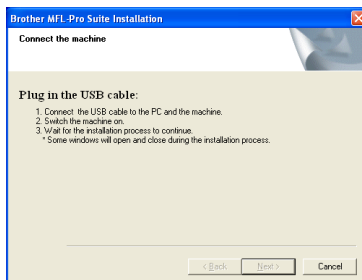 Brother MFL-Pro Suite Installation
Connect the machine
Plug in the USB cable:
1. Connect the USB cable to the PC and the machine.
2. Switch the machine on.
3. Wait for the installation process to continue.
* Some windows will open and close during the installation process.
< Back Next > Cancel